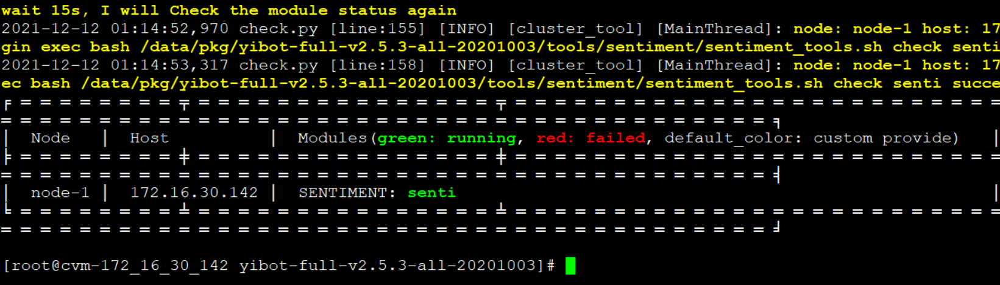 wait 15s, I will Check the module status again
2021-12-12 01:14:52,970 check.py [line:155] [INFO] [cluster_tool] [MainThread]: node: node-1 host: 17
gin exec bash /data/pkg/yibot-full-v2.5.3-all-20201003/tools/sentiment/sentiment_tools.sh check senti
2021-12-12 01:14:53,317 check.py [line:158] [INFO] [cluster_tool] [MainThread]: node: node-1 host: 17
ec bash /data/pkg/yibot-full-v2.5.3-all-20201003/tools/sentiment/sentiment_tools.sh check senti succe
│ Node │ Host │ Modules(green: running, red: failed, default_color: custom provide) │
│ node-1 │ 172.16.30.142 │ SENTIMENT: senti │
[root@cvm-172_16_30_142 yibot-full-v2.5.3-all-20201003]#